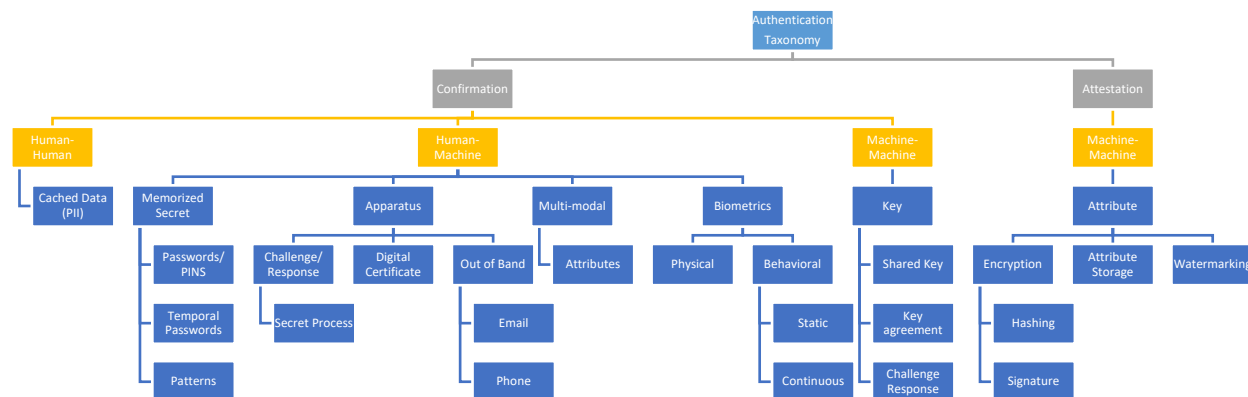 Authentication
Taxonomy
Confirmation
Attestation
Human-
Human
Human-
Machine
Machine-
Machine
Machine-
Machine
Cached Data
(PII)
Memorized
Secret
Apparatus
Multi-modal
Biometrics
Key
Attribute
Passwords/
PINS
Challenge/
Response
Digital
Certificate
Out of Band
Attributes
Physical
Behavioral
Shared Key
Encryption
Attribute
Storage
Watermarking
Temporal
Passwords
Secret Process
Email
Static
Key
agreement
Hashing
Patterns
Phone
Continuous
Challenge
Response
Signature